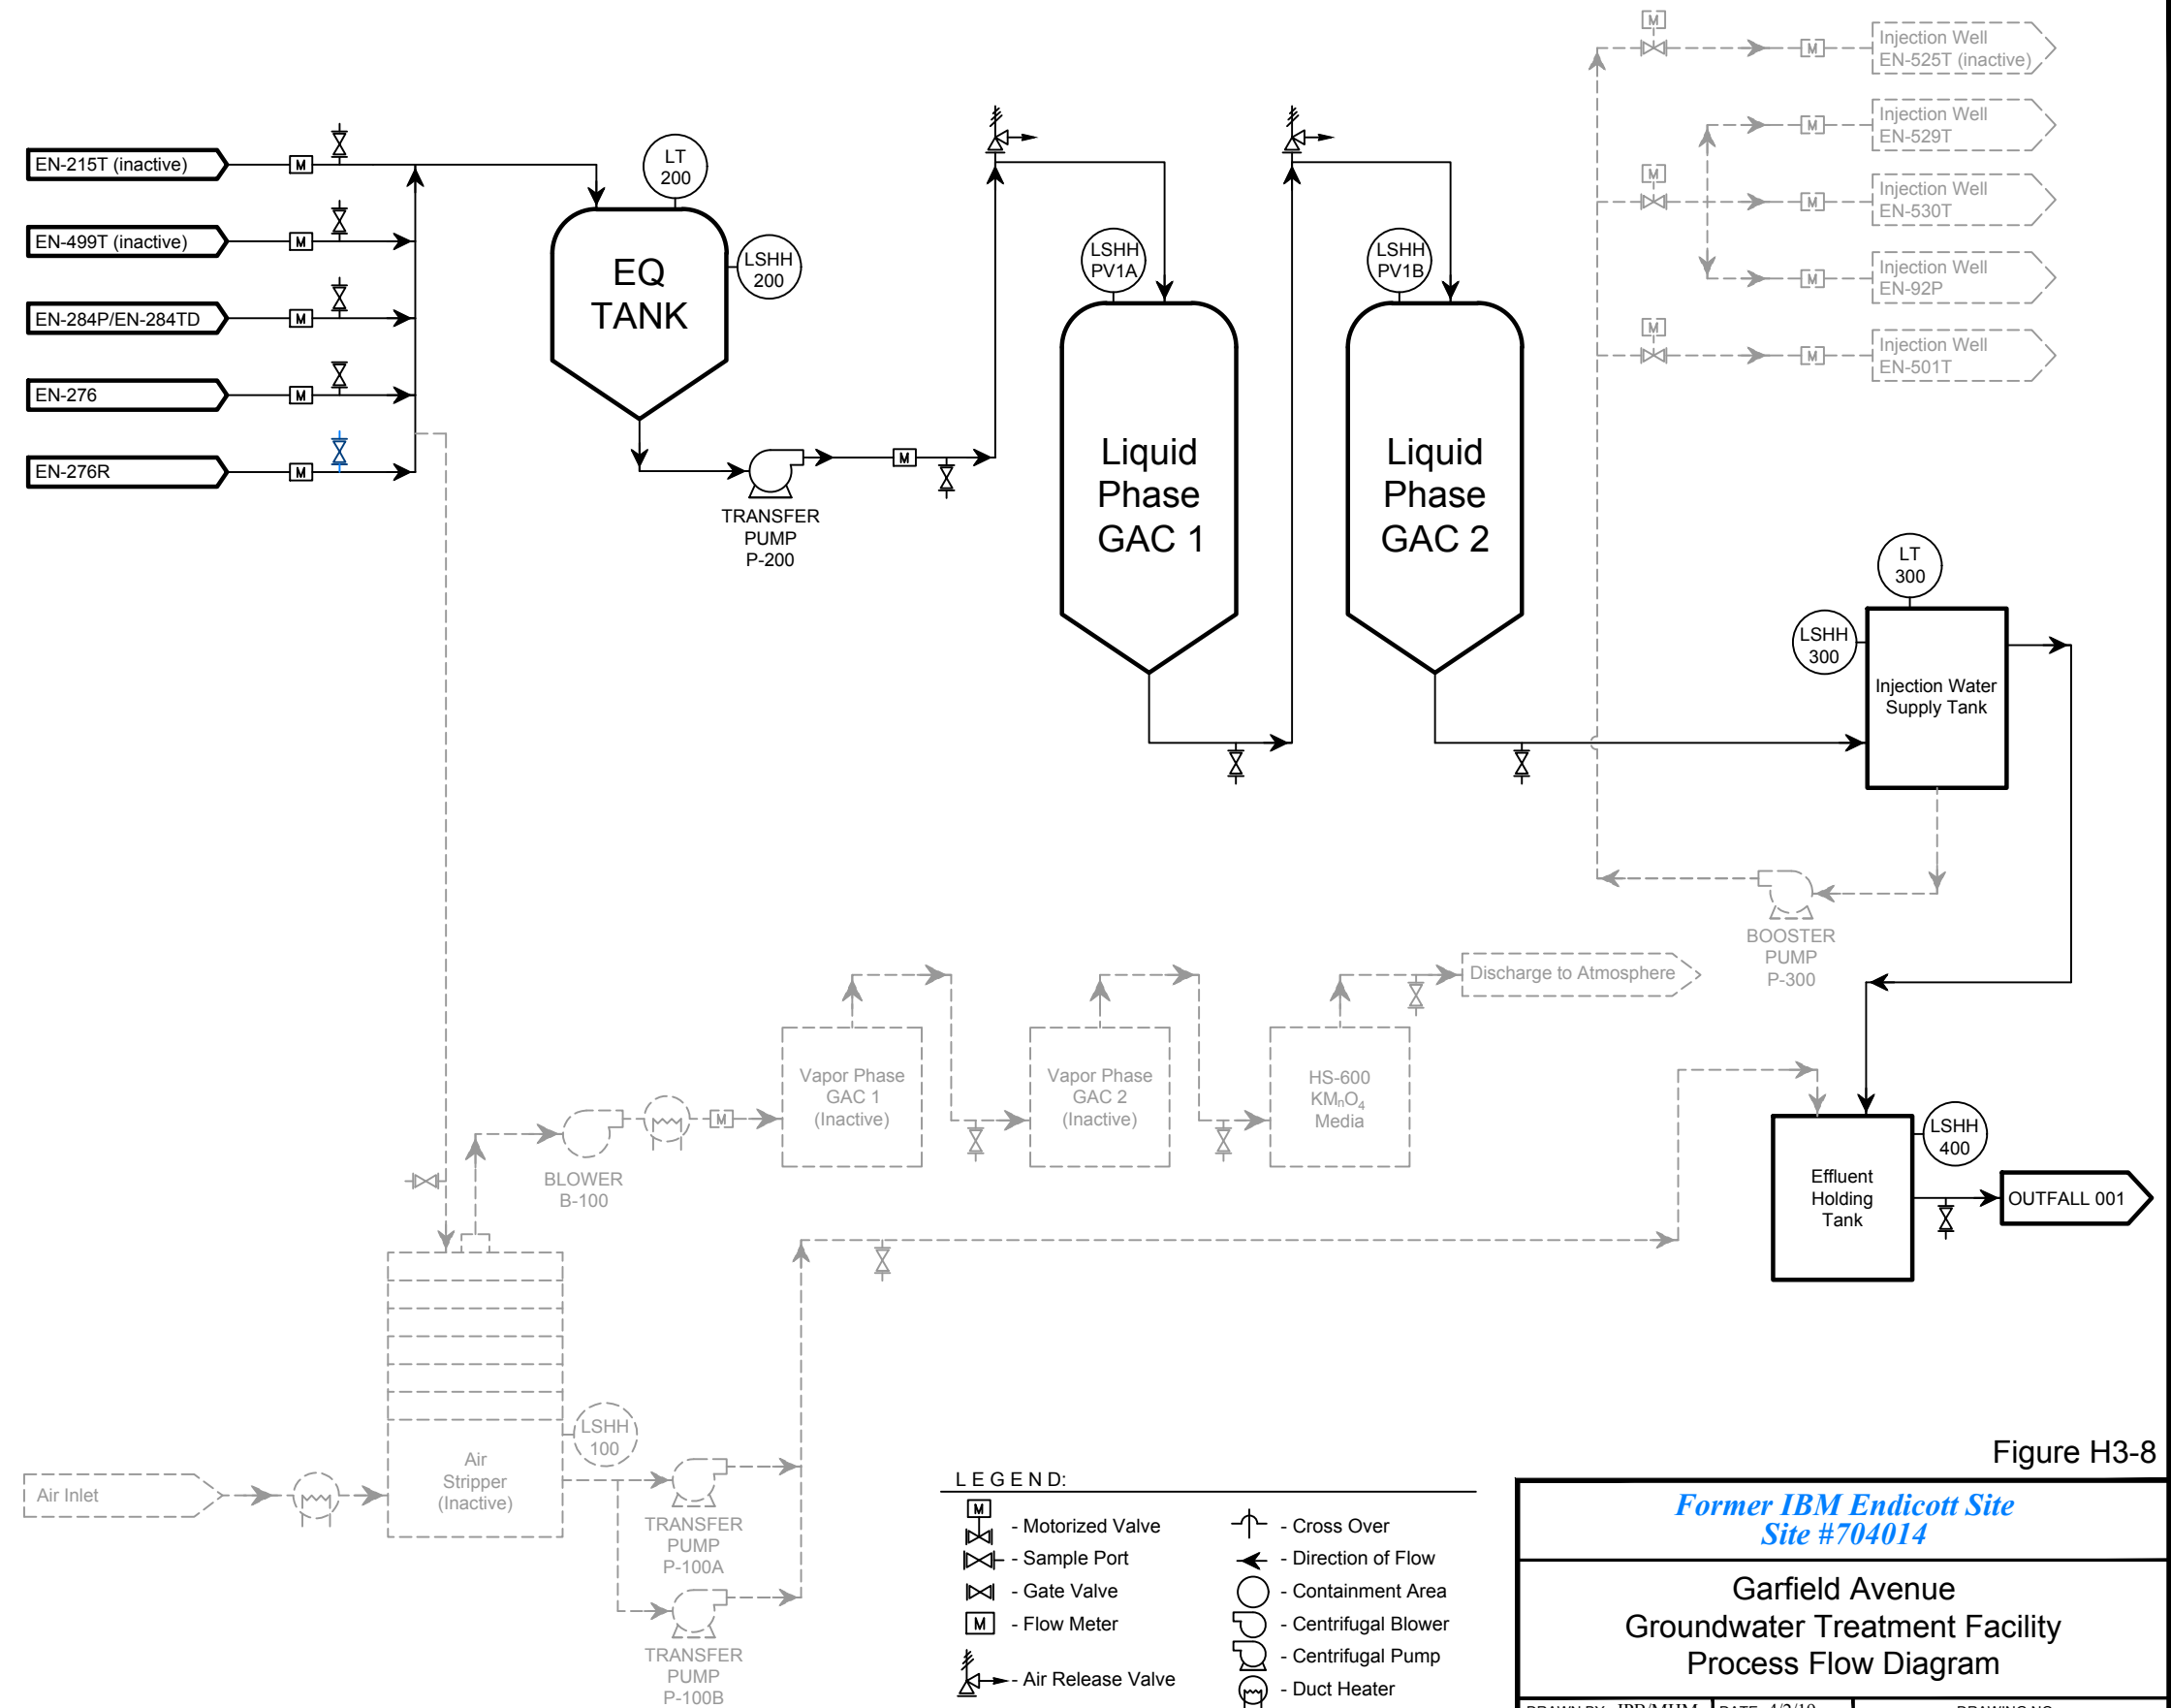 M
Injection Well
EN-525T (inactive)
M
Injection Well
EN-529T
M
M
Injection Well
EN-530T
M
Injection Well
EN-92P
M
M
Injection Well
EN-501T
M
EN-215T (inactive)
M
EN-499T (inactive)
M
EN-284P/EN-284TD
M
EN-276
M
EN-276R
M
LT
200
LSHH
200
EQ
TANK
TRANSFER
PUMP
P-200
M
LSHH
PV1A
Liquid
Phase
GAC 1
LSHH
PV1B
Liquid
Phase
GAC 2
LT
300
LSHH
300
Injection Water
Supply Tank
BOOSTER
PUMP
P-300
Discharge to Atmosphere
Vapor Phase
GAC 1
(Inactive)
Vapor Phase
GAC 2
(Inactive)
HS-600
KMnO4
Media
M
BLOWER
B-100
LSHH
400
Effluent
Holding
Tank
OUTFALL 001
LSHH
100
Air
Stripper
(Inactive)
Air Inlet
TRANSFER
PUMP
P-100A
TRANSFER
PUMP
P-100B
LEGEND:
M
- Motorized Valve
- Sample Port
- Gate Valve
M - Flow Meter
- Air Release Valve
- Cross Over
- Direction of Flow
- Containment Area
- Centrifugal Blower
- Centrifugal Pump
- Duct Heater
Figure H3-8
Former IBM Endicott Site
Site #704014
Garfield Avenue
Groundwater Treatment Facility
Process Flow Diagram